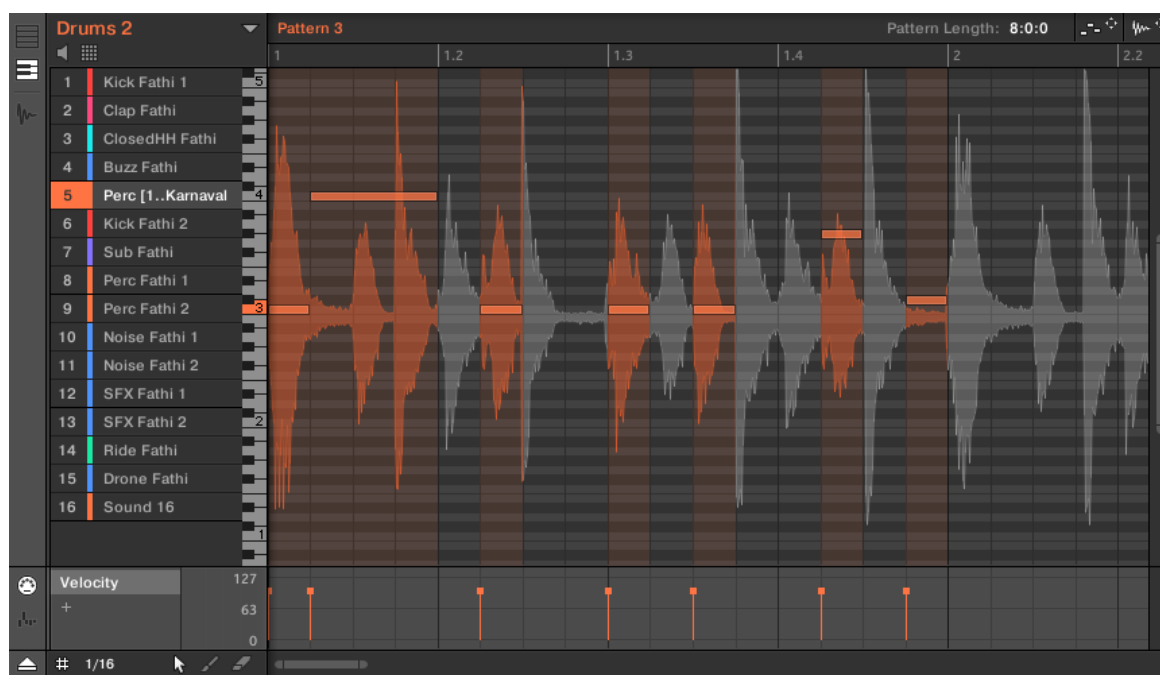 Drums 2
Pattern 3
Pattern Length: 8:0:0
1
1.2
1.3
1.4
2
2.2
1 Kick Fathi 1
2 Clap Fathi
3 ClosedHH Fathi
4 Buzz Fathi
5 Perc [1..Karnaval
6 Kick Fathi 2
7 Sub Fathi
8 Perc Fathi 1
9 Perc Fathi 2
10 Noise Fathi 1
11 Noise Fathi 2
12 SFX Fathi 1
13 SFX Fathi 2
14 Ride Fathi
15 Drone Fathi
16 Sound 16
5
4
3
2
1
Velocity
+
127
63
0
1/16